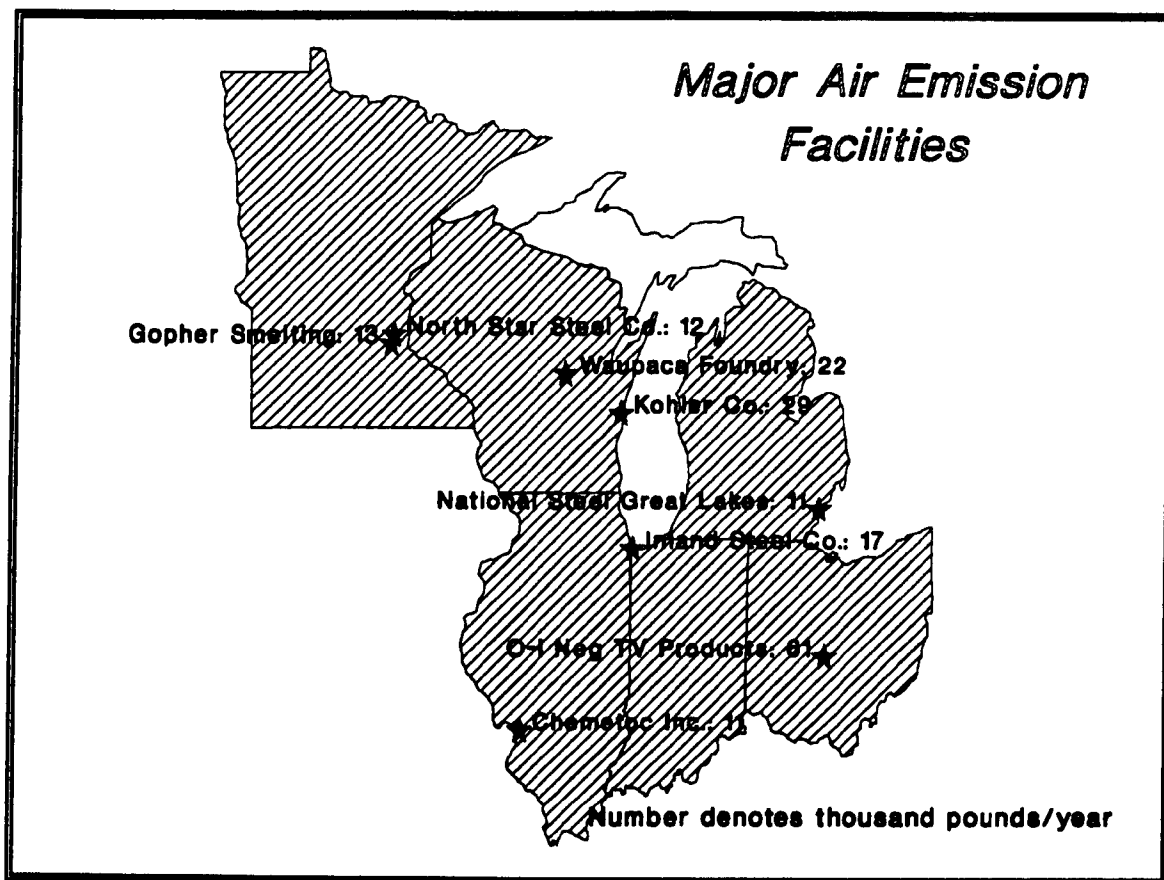 Major Air Emission
Facilities
Gopher Smelting: 13
North Star Steel Co.: 12
Waupaca Foundry: 22
Kohler Co.: 29
National Steel Great Lakes: 11
Inland Steel Co.: 17
O-I Neg TV Products: 61
Chemetoc Inc.: 11
Number denotes thousand pounds/year